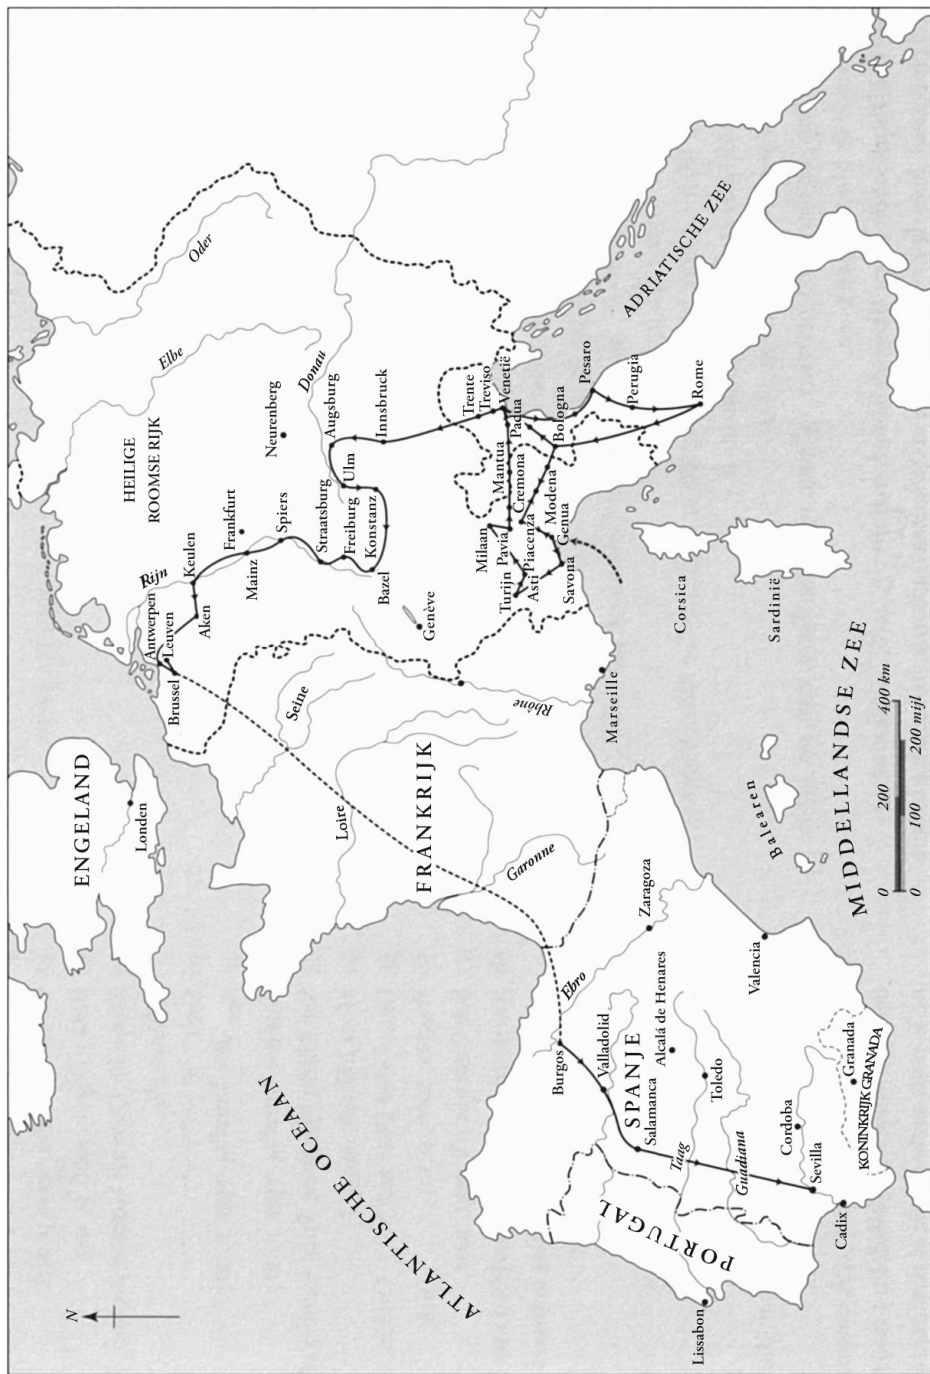 N
ATLANTISCHE OCEAAN
ENGELAND
Londen
HEILIGE
ROOMSE RIJK
Oder
Elbe
Rijn
Antwerpen
Leuven
Brussel
Keulen
Aken
Frankfurt
Mainz
Spiers
Neurenberg
Donau
Augsburg
Ulm
Straatsburg
Freiburg
Konstanz
Bazel
Innsbruck
Genève
Seine
Loire
FRANKRIJK
Garonne
Rhône
Marseille
Trente
Treviso
Venetië
Padua
Mantua
Cremona
Milaan
Pavia
Piacenza
Turijn
Asti
Modena
Genua
Savona
Bologna
Pesaro
Perugia
Rome
ADRIATISCHE ZEE
Corsica
Sardinië
MIDDELLANDSE ZEE
Balearen
Burgos
Ebro
Zaragoza
Valladolid
SPANJE
Salamanca
Alcalá de Henares
Taag
Toledo
Guadiana
Valencia
Cordoba
Sevilla
Granada
KONINKRIJK GRANADA
Cadix
PORTUGAL
Lissabon
0 200 400 km
0 100 200 mijl